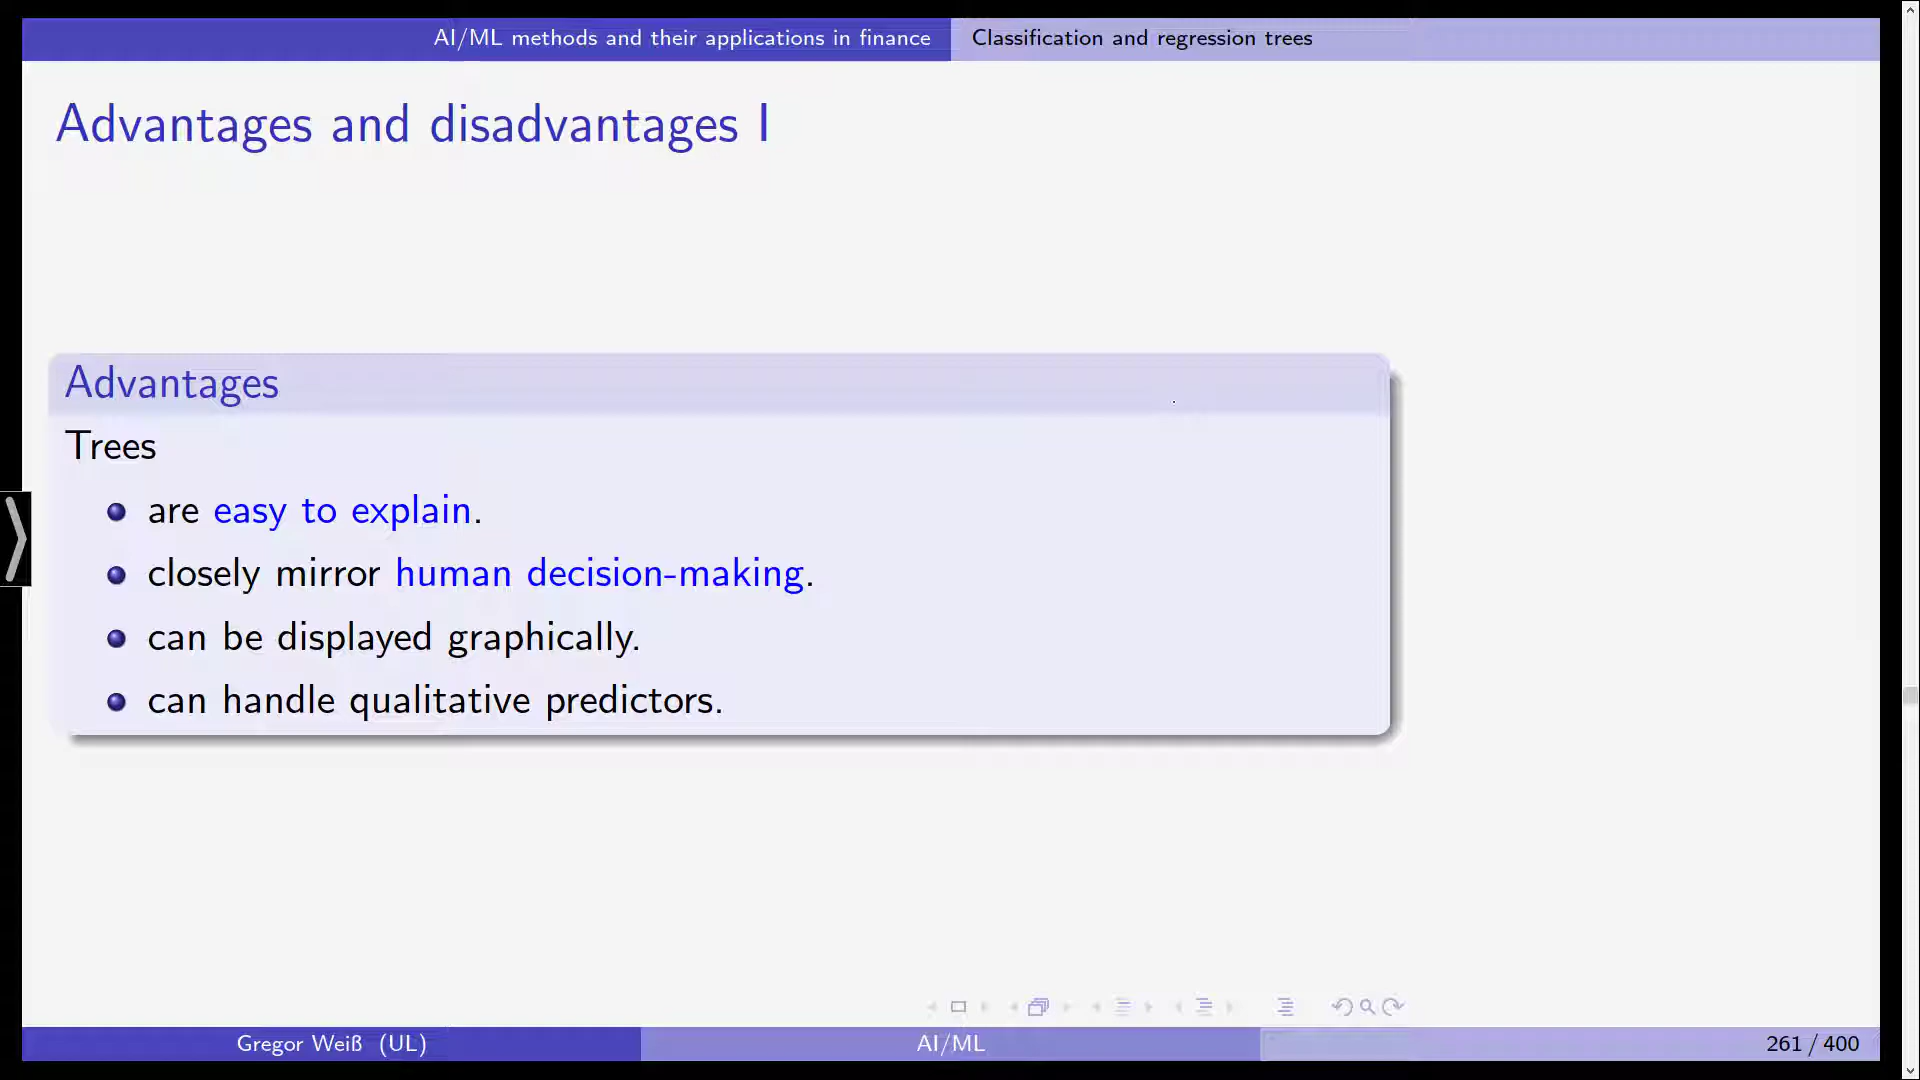 AI/ML methods and their applications in finance Classification and regression trees
Advantages and disadvantages I
Advantages
Trees
are easy to explain.
closely mirror human decision-making.
can be displayed graphically.
can handle qualitative predictors.
Gregor Weiß (UL) AI/ML 261 / 400